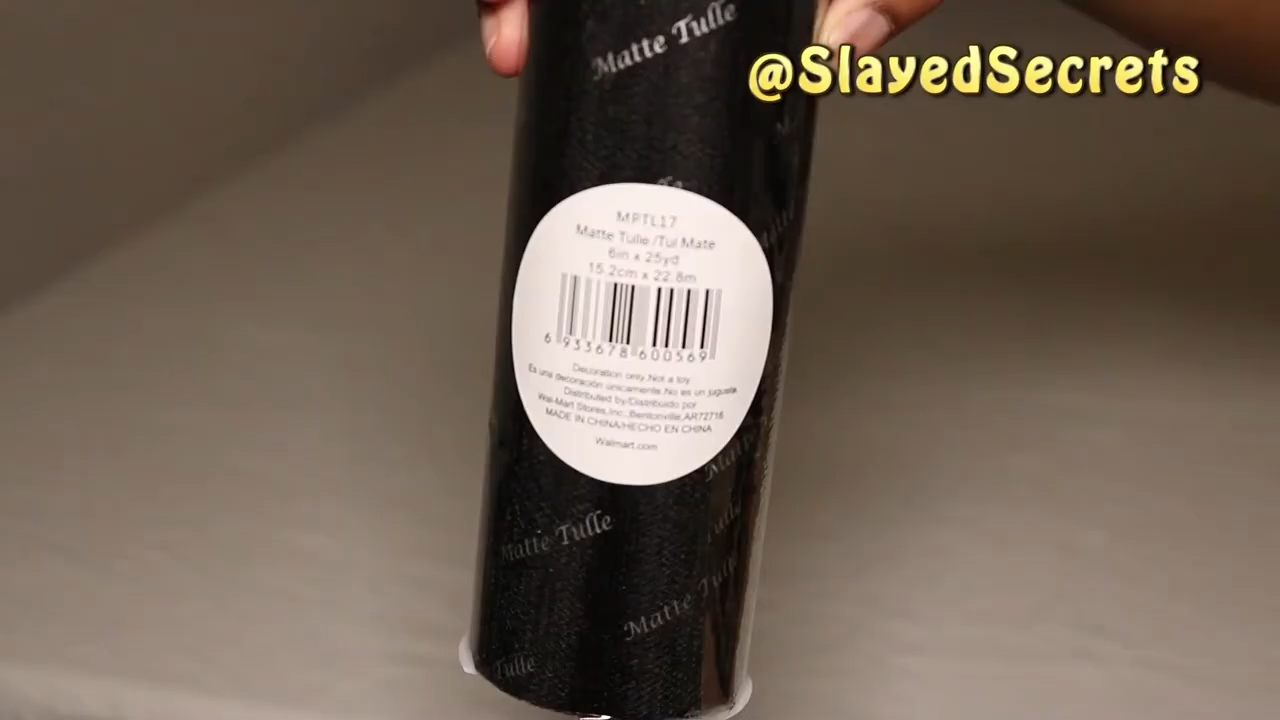 Matte Tulle
@SlayedSecrets
MPTL17
Matte Tulle /Tul Mate
6in x 25yd
15.2cm x 22.8m
6 933678 600569
Decoration only.Not a toy
Es una decoración únicamente.No es un juguete.
Distributed by/Distribuido por
Wal-Mart Stores,Inc.,Bentonville,AR72716
MADE IN CHINA/HECHO EN CHINA
Walmart.com
Matte
Matte Tulle
Tulle
Matte Tulle
Tulle